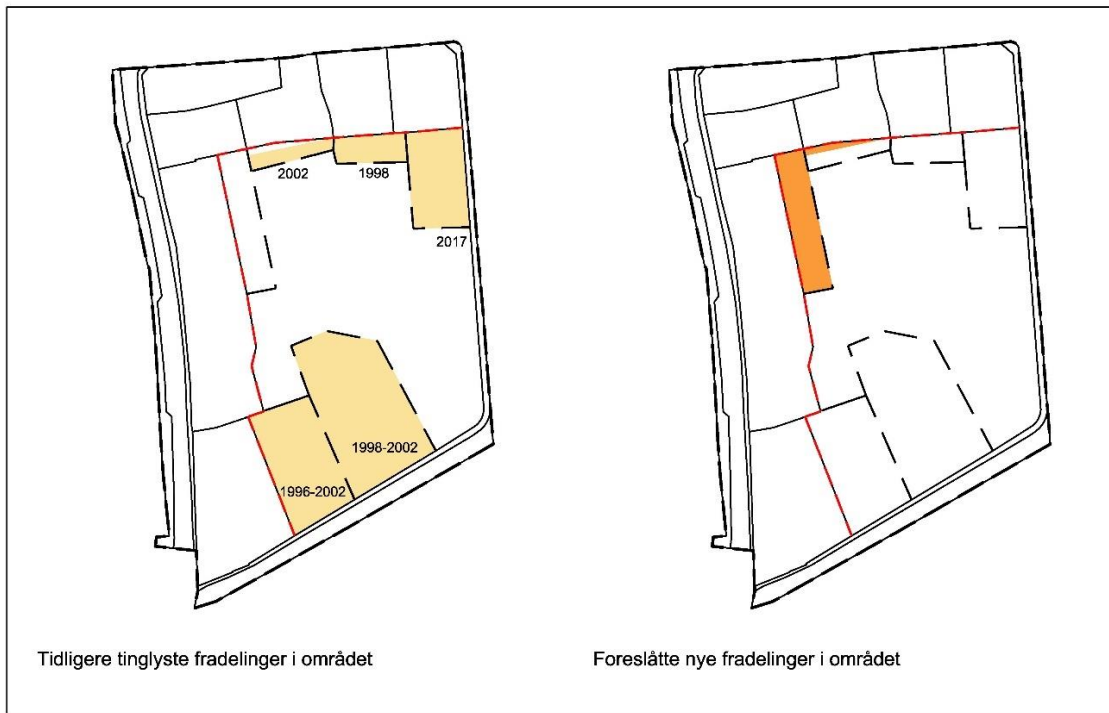 2002
1998
2017
1998-2002
1996-2002
Tidligere tinglyste fradelinger i området
Foreslåtte nye fradelinger i området